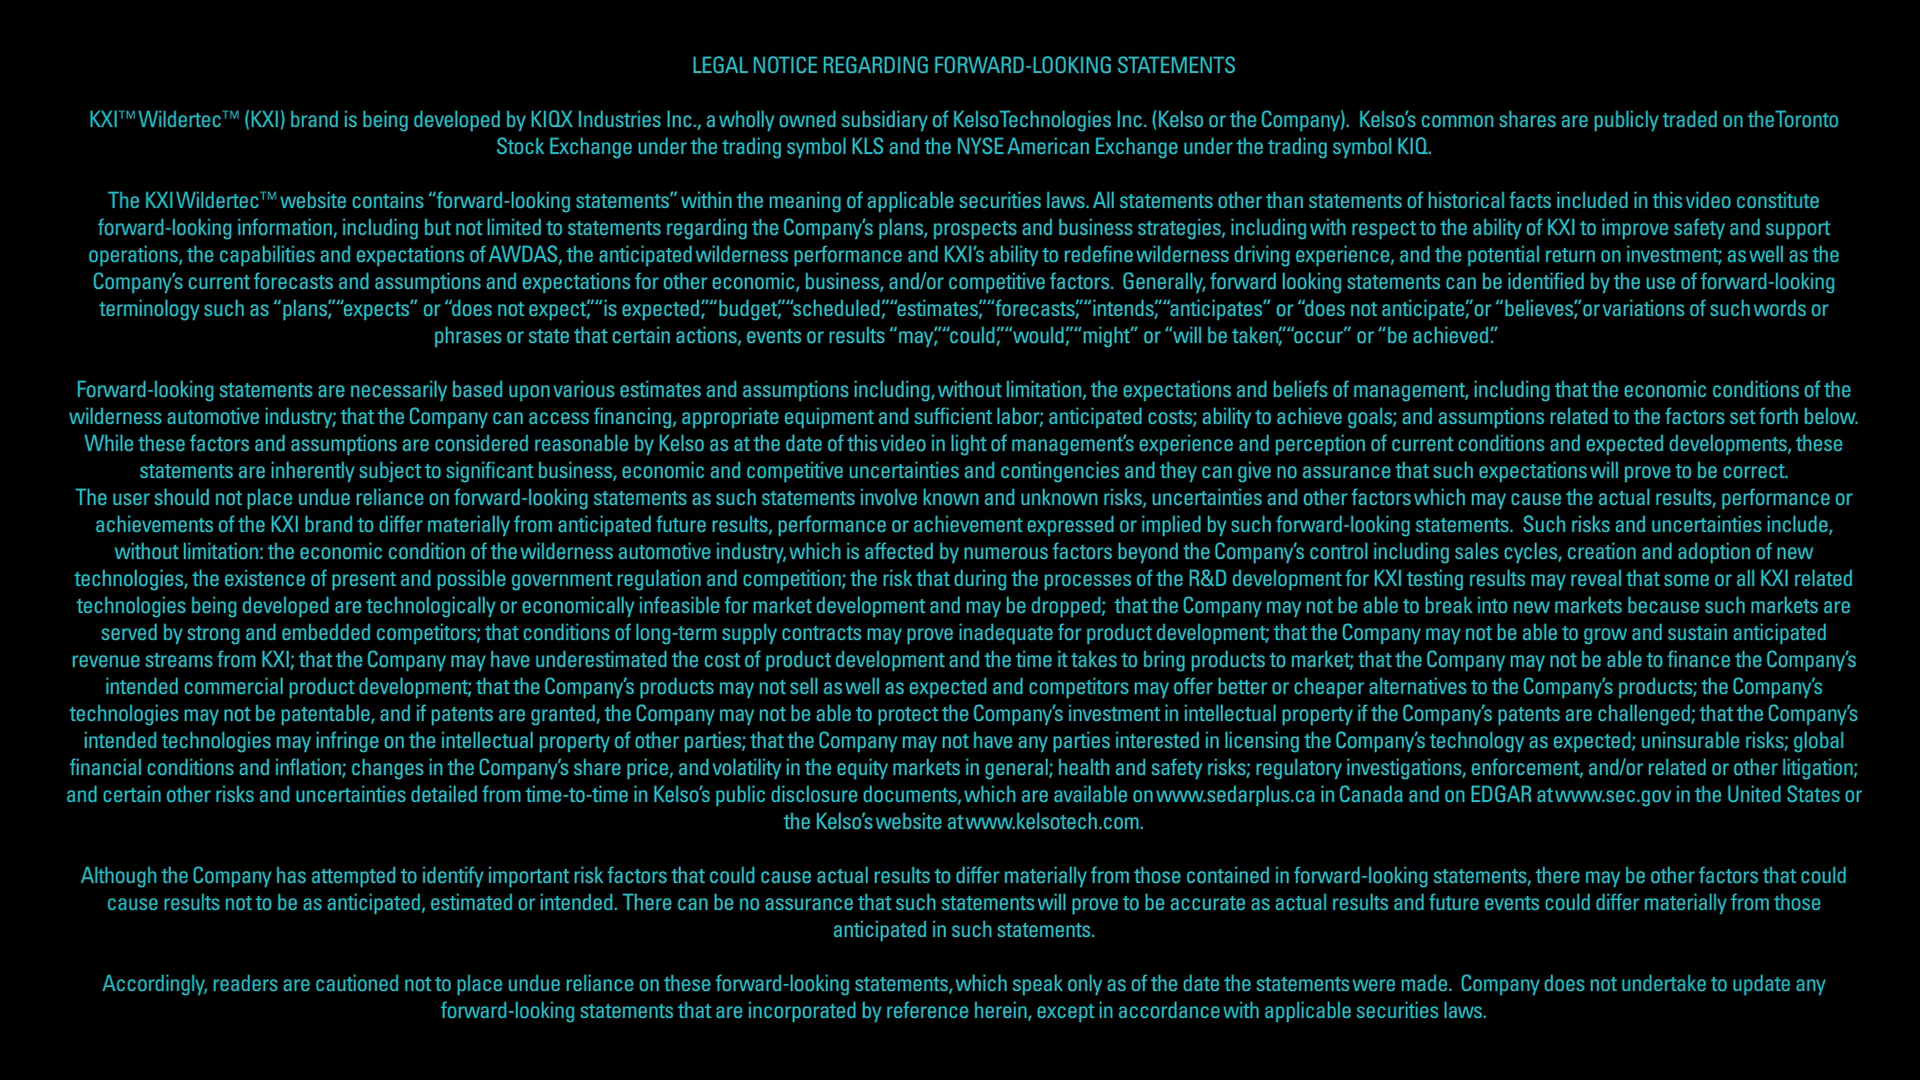 LEGAL NOTICE REGARDING FORWARD-LOOKING STATEMENTS
KXI™ Wildertec™ (KXI) brand is being developed by KIQX Industries Inc., a wholly owned subsidiary of Kelso Technologies Inc. (Kelso or the Company).  Kelso's common shares are publicly traded on the Toronto
Stock Exchange under the trading symbol KLS and the NYSE American Exchange under the trading symbol KIQ.
The KXI Wildertec™ website contains “forward-looking statements” within the meaning of applicable securities laws. All statements other than statements of historical facts included in this video constitute
forward-looking information, including but not limited to statements regarding the Company's plans, prospects and business strategies, including with respect to the ability of KXI to improve safety and support
operations, the capabilities and expectations of AWDAS, the anticipated wilderness performance and KXI's ability to redefine wilderness driving experience, and the potential return on investment; as well as the
Company's current forecasts and assumptions and expectations for other economic, business, and/or competitive factors.  Generally, forward looking statements can be identified by the use of forward-looking
terminology such as “plans,” “expects” or “does not expect,” “is expected,” “budget,” “scheduled,” “estimates,” “forecasts,” “intends,” “anticipates” or “does not anticipate,” or “believes,” or variations of such words or
phrases or state that certain actions, events or results “may,” “could,” “would,” “might” or “will be taken,” “occur” or “be achieved.”
Forward-looking statements are necessarily based upon various estimates and assumptions including, without limitation, the expectations and beliefs of management, including that the economic conditions of the
wilderness automotive industry; that the Company can access financing, appropriate equipment and sufficient labor; anticipated costs; ability to achieve goals; and assumptions related to the factors set forth below.
While these factors and assumptions are considered reasonable by Kelso as at the date of this video in light of management's experience and perception of current conditions and expected developments, these
statements are inherently subject to significant business, economic and competitive uncertainties and contingencies and they can give no assurance that such expectations will prove to be correct.
The user should not place undue reliance on forward-looking statements as such statements involve known and unknown risks, uncertainties and other factors which may cause the actual results, performance or
achievements of the KXI brand to differ materially from anticipated future results, performance or achievement expressed or implied by such forward-looking statements.  Such risks and uncertainties include,
without limitation: the economic condition of the wilderness automotive industry, which is affected by numerous factors beyond the Company's control including sales cycles, creation and adoption of new
technologies, the existence of present and possible government regulation and competition; the risk that during the processes of the R&D development for KXI testing results may reveal that some or all KXI related
technologies being developed are technologically or economically infeasible for market development and may be dropped;  that the Company may not be able to break into new markets because such markets are
served by strong and embedded competitors; that conditions of long-term supply contracts may prove inadequate for product development; that the Company may not be able to grow and sustain anticipated
revenue streams from KXI; that the Company may have underestimated the cost of product development and the time it takes to bring products to market; that the Company may not be able to finance the Company's
intended commercial product development; that the Company's products may not sell as well as expected and competitors may offer better or cheaper alternatives to the Company's products; the Company's
technologies may not be patentable, and if patents are granted, the Company may not be able to protect the Company's investment in intellectual property if the Company's patents are challenged; that the Company's
intended technologies may infringe on the intellectual property of other parties; that the Company may not have any parties interested in licensing the Company's technology as expected; uninsurable risks; global
financial conditions and inflation; changes in the Company's share price, and volatility in the equity markets in general; health and safety risks; regulatory investigations, enforcement, and/or related or other litigation;
and certain other risks and uncertainties detailed from time-to-time in Kelso's public disclosure documents, which are available on www.sedarplus.ca in Canada and on EDGAR at www.sec.gov in the United States or
the Kelso's website at www.kelsotech.com.
Although the Company has attempted to identify important risk factors that could cause actual results to differ materially from those contained in forward-looking statements, there may be other factors that could
cause results not to be as anticipated, estimated or intended. There can be no assurance that such statements will prove to be accurate as actual results and future events could differ materially from those
anticipated in such statements.
Accordingly, readers are cautioned not to place undue reliance on these forward-looking statements, which speak only as of the date the statements were made.  Company does not undertake to update any
forward-looking statements that are incorporated by reference herein, except in accordance with applicable securities laws.